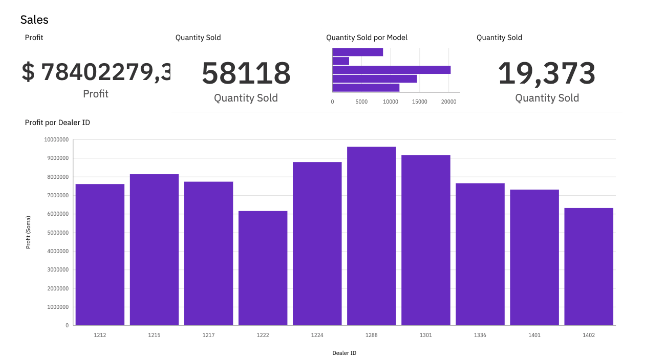 Sales
Profit
Quantity Sold
Quantity Sold por Model
Quantity Sold
$ 78402279,3
Profit
58118
Quantity Sold
0 5000 10000 15000 20000
19,373
Quantity Sold
Profit por Dealer ID
10000000
9000000
8000000
7000000
6000000
5000000
4000000
3000000
2000000
1000000
0
Profit (Soma)
1212 1215 1217 1222 1224 1288 1301 1336 1401 1402
Dealer ID